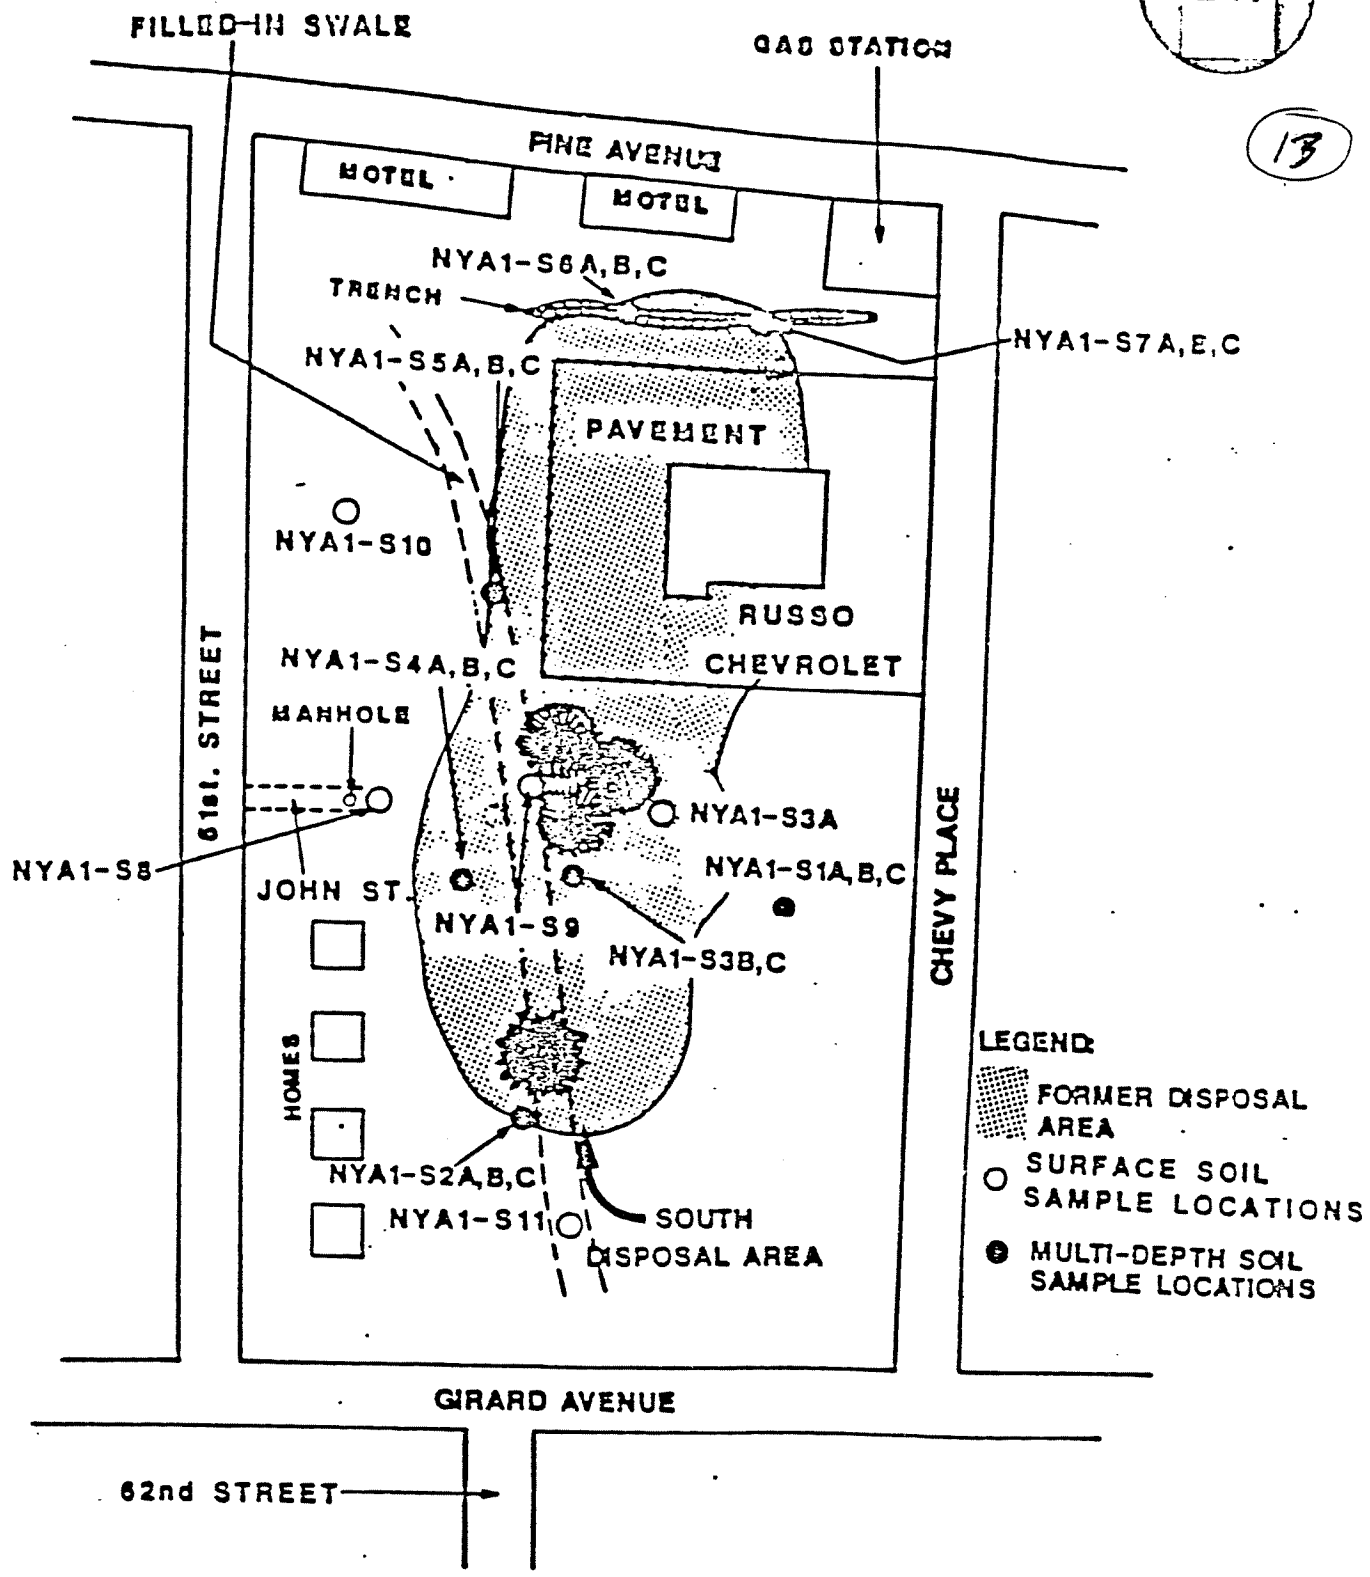 FILLED-IN SWALE
GAS STATION
PINE AVENUE
13
MOTEL
MOTEL
NYA1-S6A,B,C
TRENCH
NYA1-S7A,E,C
NYA1-S5A,B,C
PAVEMENT
NYA1-S10
RUSSO
CHEVROLET
NYA1-S4A,B,C
MANHOLE
61st. STREET
NYA1-S3A
NYA1-S8
JOHN ST.
NYA1-S1A,B,C
NYA1-S9
NYA1-S3B,C
CHEVY PLACE
HOMES
LEGEND:
FORMER DISPOSAL
AREA
SURFACE SOIL
SAMPLE LOCATIONS
MULTI-DEPTH SOIL
SAMPLE LOCATIONS
NYA1-S2A,B,C
NYA1-S11
SOUTH
DISPOSAL AREA
GIRARD AVENUE
62nd STREET